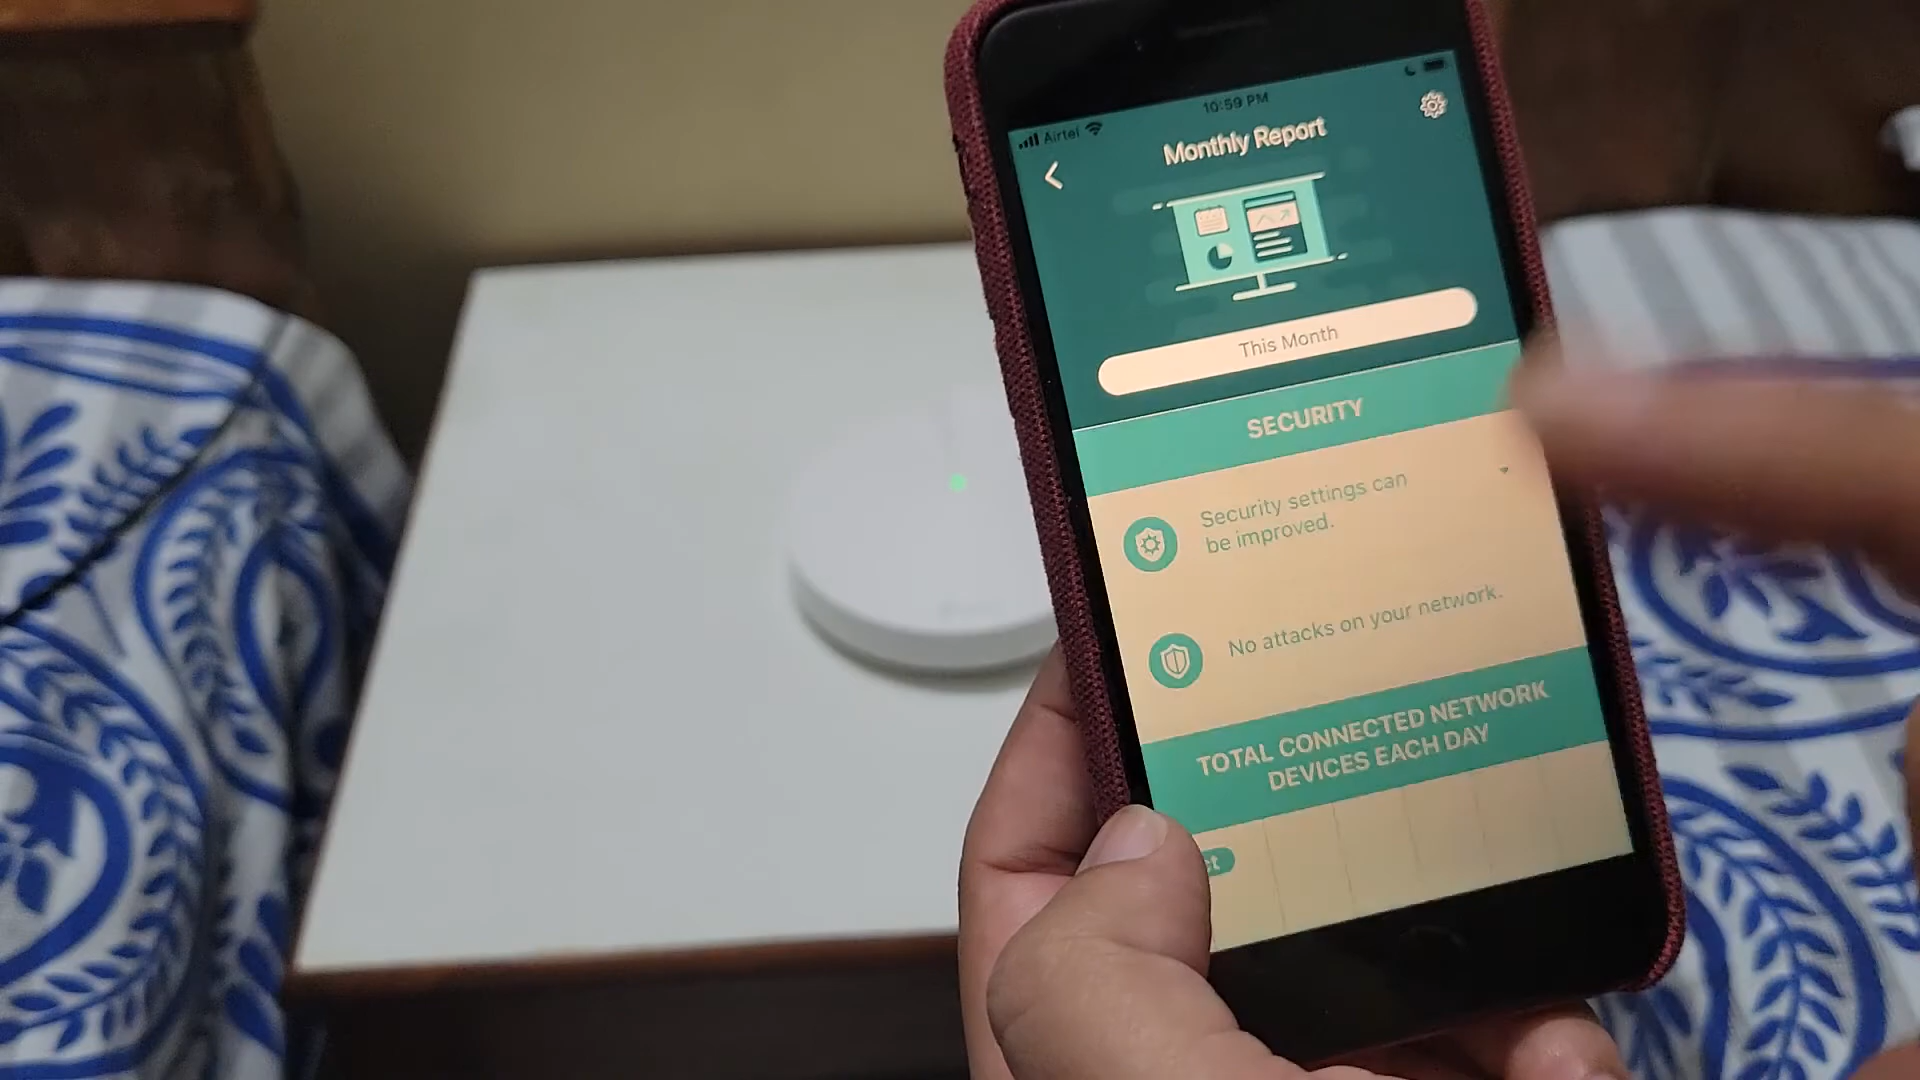 10:59 PM
Airtel
Monthly Report
This Month
SECURITY
Security settings can
be improved.
No attacks on your network.
TOTAL CONNECTED NETWORK
DEVICES EACH DAY